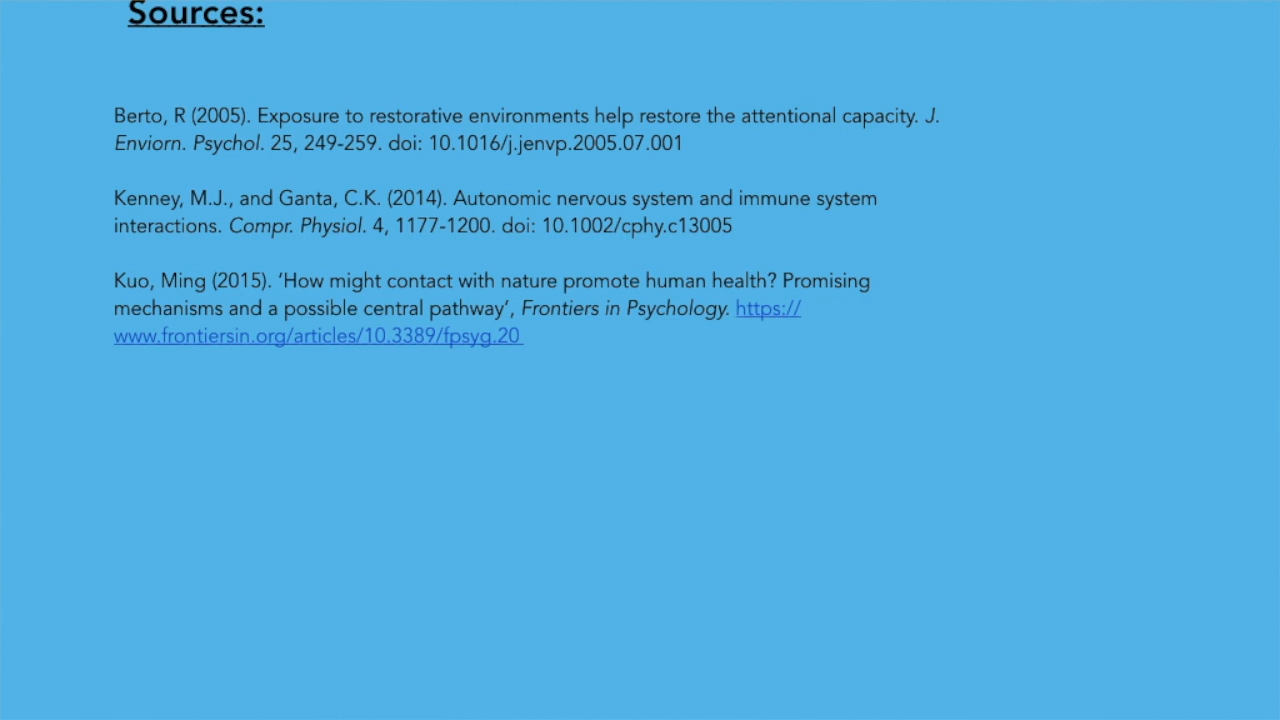 Sources:
Berto, R (2005). Exposure to restorative environments help restore the attentional capacity. J.
Enviorn. Psychol. 25, 249-259. doi: 10.1016/j.jenvp.2005.07.001
Kenney, M.J., and Ganta, C.K. (2014). Autonomic nervous system and immune system
interactions. Compr. Physiol. 4, 1177-1200. doi: 10.1002/cphy.c13005
Kuo, Ming (2015). ‘How might contact with nature promote human health? Promising
mechanisms and a possible central pathway’, Frontiers in Psychology. https://
www.frontiersin.org/articles/10.3389/fpsyg.20